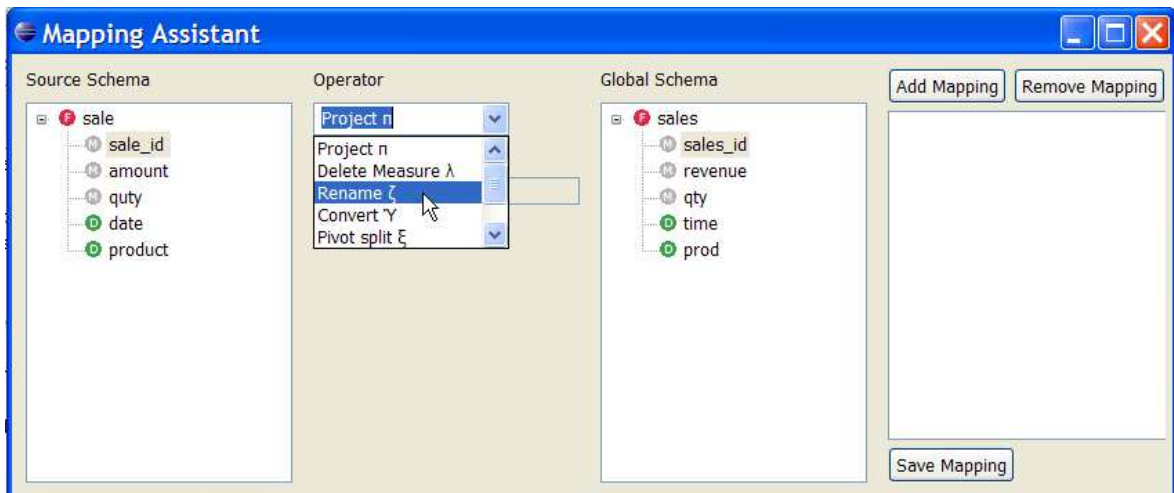 Mapping Assistant
Source Schema
Operator
Global Schema
Add Mapping
Remove Mapping
F sale
M sale_id
M amount
M quty
D date
D product
Project π
Project π
Delete Measure λ
Rename ζ
Convert ϓ
Pivot split ξ
F sales
M sales_id
M revenue
M qty
D time
D prod
Save Mapping